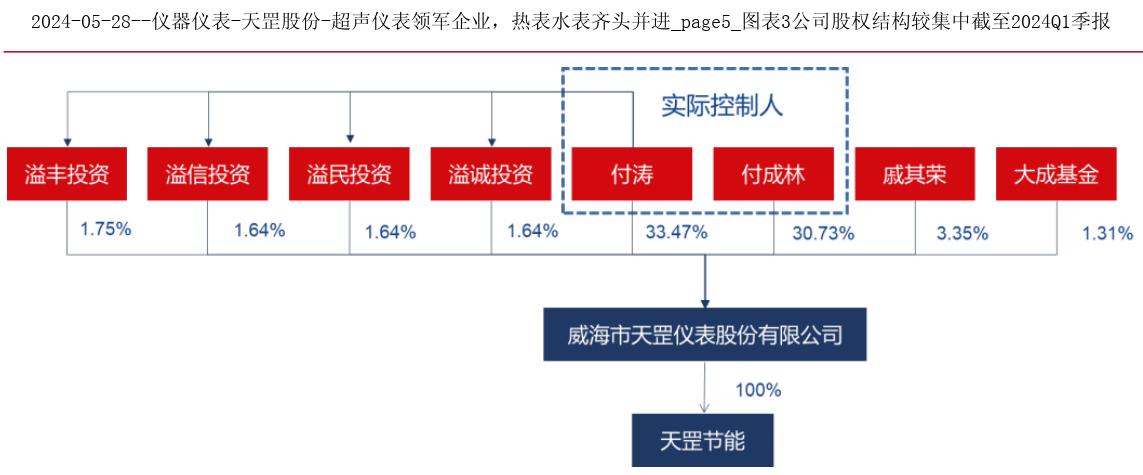 2024-05-28--仪器仪表-天罡股份-超声仪表领军企业，热表水表齐头并进_page5_图表3公司股权结构较集中截至2024Q1季报
实际控制人
溢丰投资 溢信投资 溢民投资 溢诚投资 付涛 付成林 戚其荣 大成基金
1.75% 1.64% 1.64% 1.64% 33.47% 30.73% 3.35% 1.31%
威海市天罡仪表股份有限公司
100%
天罡节能